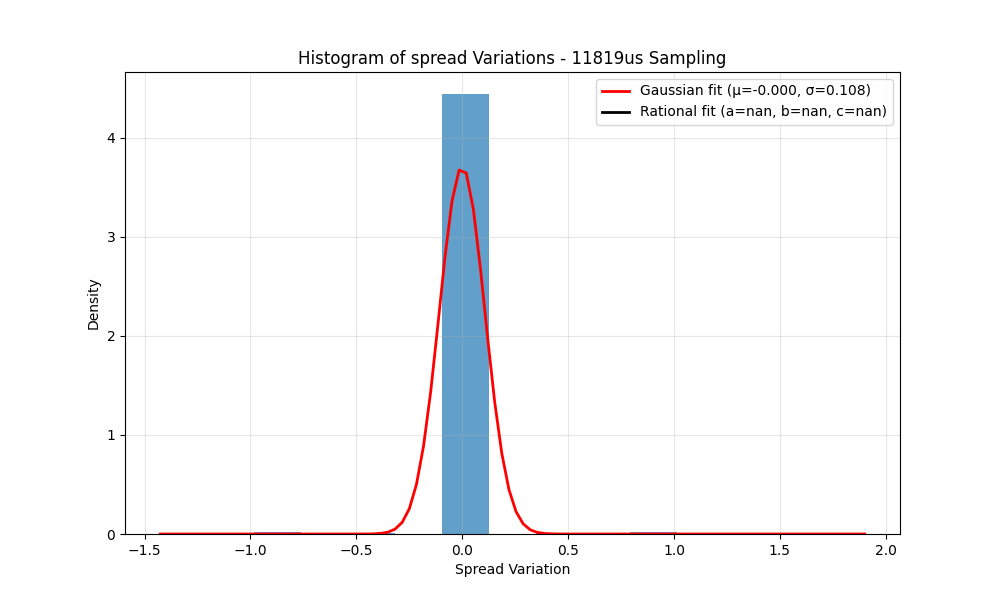 Histogram of spread Variations - 11819us Sampling
Gaussian fit (μ=-0.000, σ=0.108)
Rational fit (a=nan, b=nan, c=nan)
Density
4
3
2
1
0
−1.5 −1.0 −0.5 0.0 0.5 1.0 1.5 2.0
Spread Variation